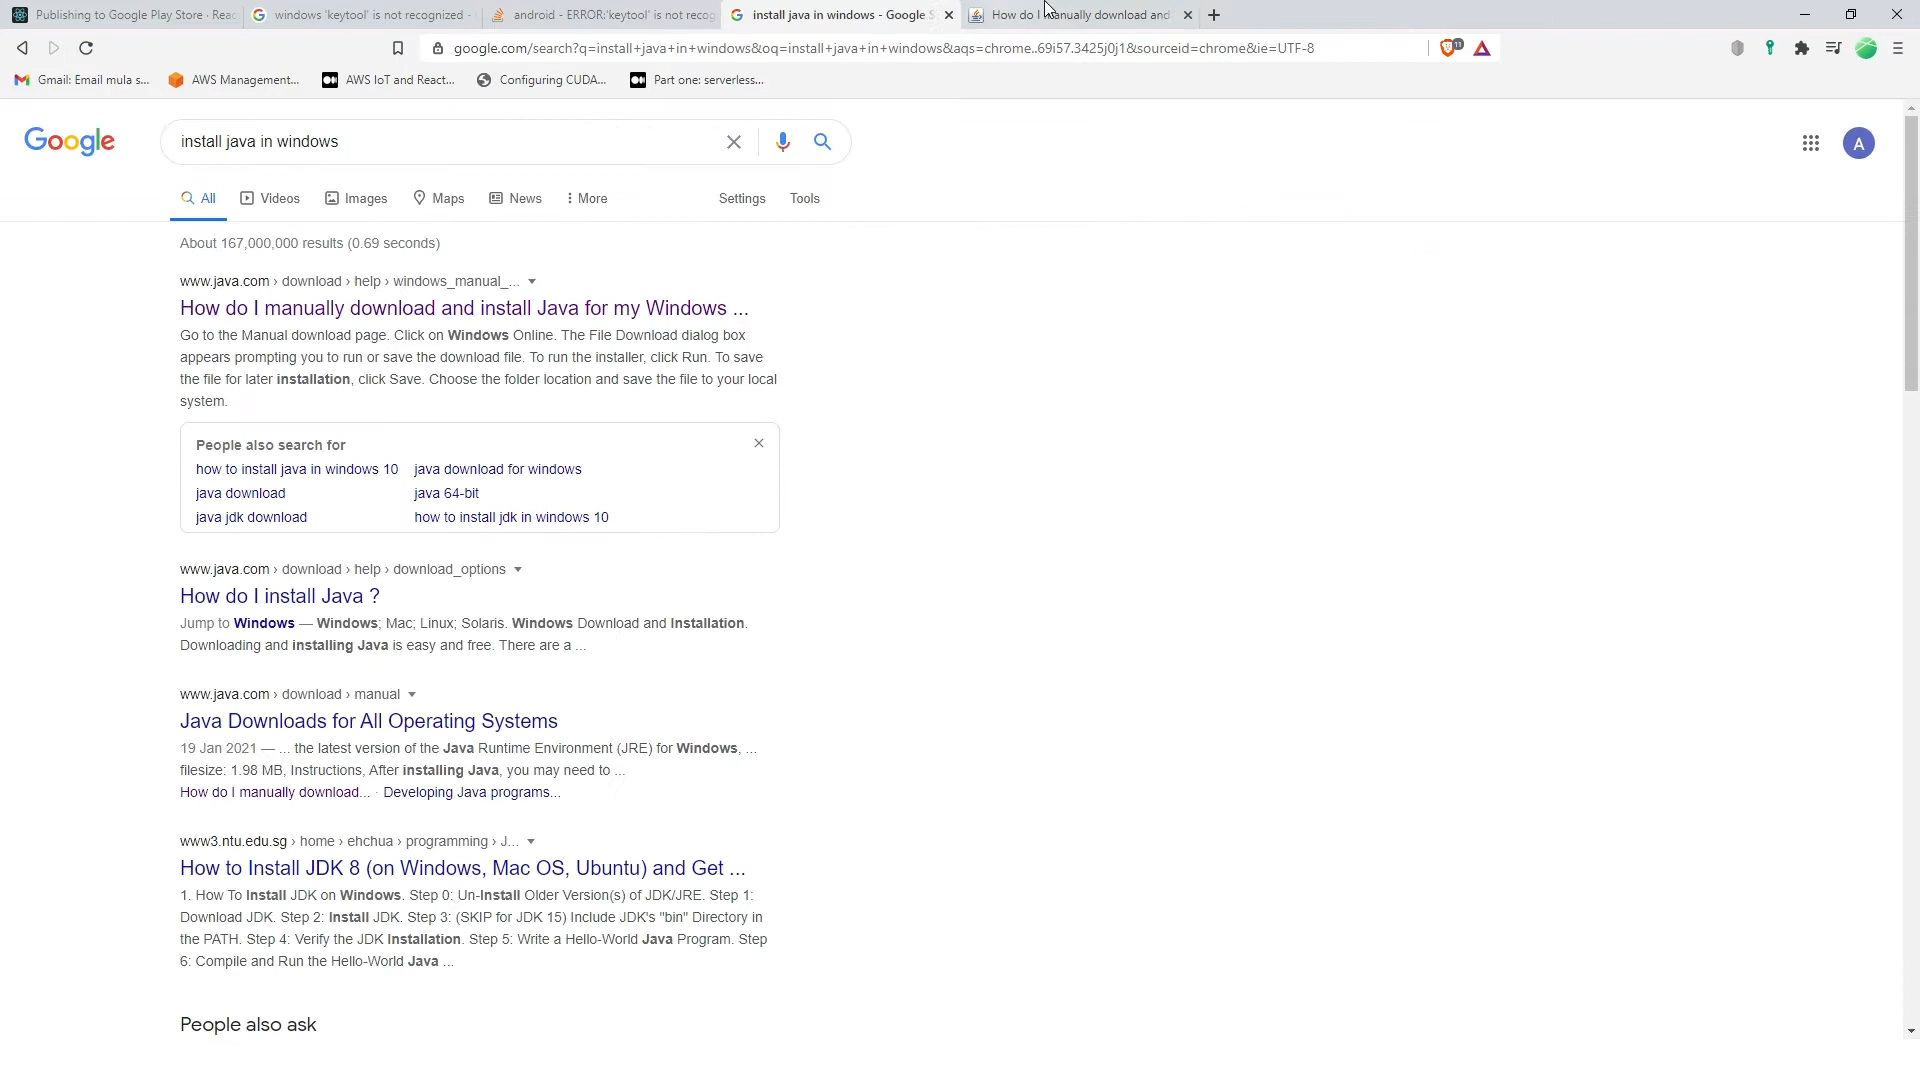 Publishing to Google Play Store · Reac
windows 'keytool' is not recognized -
android - ERROR:'keytool' is not recog
install java in windows - Google S
How do I manually download and
google.com/search?q=install+java+in+windows&oq=install+java+in+windows&aqs=chrome..69i57.3425j0j1&sourceid=chrome&ie=UTF-8
11
Gmail: Email mula s...
AWS Management...
AWS IoT and React...
Configuring CUDA...
Part one: serverless...
Google
install java in windows
A
All
Videos
Images
Maps
News
More
Settings
Tools
About 167,000,000 results (0.69 seconds)
www.java.com › download › help › windows_manual_...
How do I manually download and install Java for my Windows ...
Go to the Manual download page. Click on Windows Online. The File Download dialog box
appears prompting you to run or save the download file. To run the installer, click Run. To save
the file for later installation, click Save. Choose the folder location and save the file to your local
system.
People also search for
how to install java in windows 10 java download for windows
java download java 64-bit
java jdk download how to install jdk in windows 10
www.java.com › download › help › download_options
How do I install Java ?
Jump to Windows — Windows; Mac; Linux; Solaris. Windows Download and Installation.
Downloading and installing Java is easy and free. There are a ...
www.java.com › download › manual
Java Downloads for All Operating Systems
19 Jan 2021 — ... the latest version of the Java Runtime Environment (JRE) for Windows, ...
filesize: 1.98 MB, Instructions, After installing Java, you may need to ...
How do I manually download... · Developing Java programs...
www3.ntu.edu.sg › home › ehchua › programming › J...
How to Install JDK 8 (on Windows, Mac OS, Ubuntu) and Get ...
1. How To Install JDK on Windows. Step 0: Un-Install Older Version(s) of JDK/JRE. Step 1:
Download JDK. Step 2: Install JDK. Step 3: (SKIP for JDK 15) Include JDK's "bin" Directory in
the PATH. Step 4: Verify the JDK Installation. Step 5: Write a Hello-World Java Program. Step
6: Compile and Run the Hello-World Java ...
People also ask